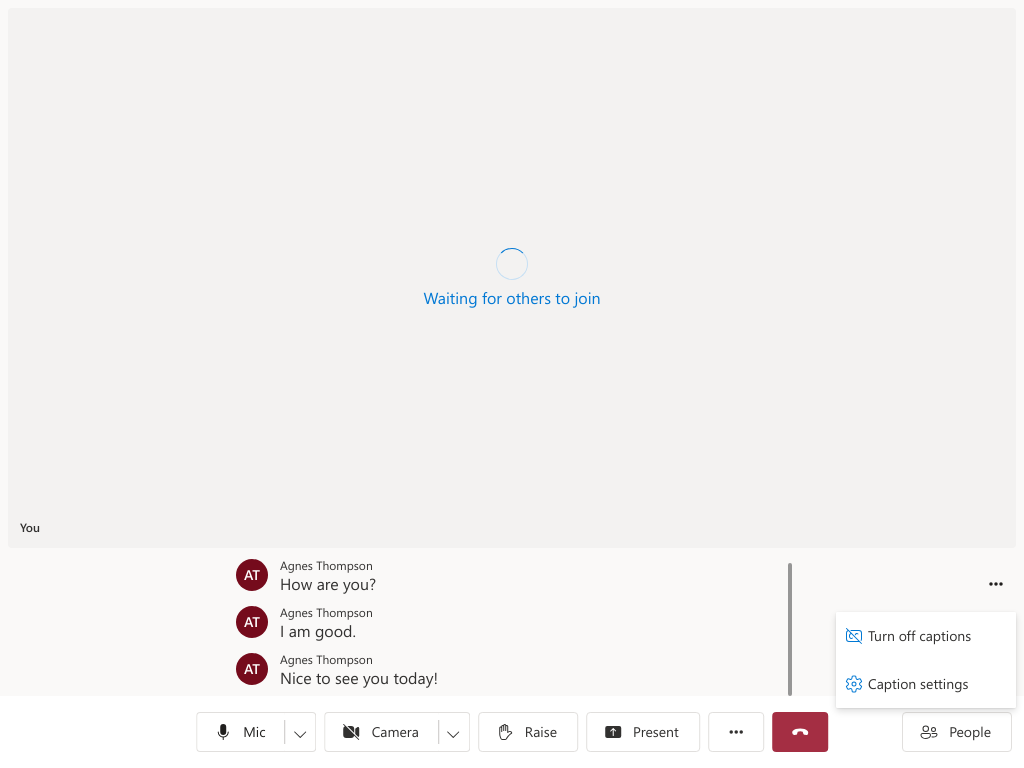 Waiting for others to join
You
AT
Agnes Thompson
How are you?
AT
Agnes Thompson
I am good.
AT
Agnes Thompson
Nice to see you today!
Turn off captions
Caption settings
Mic
Camera
Raise
Present
People